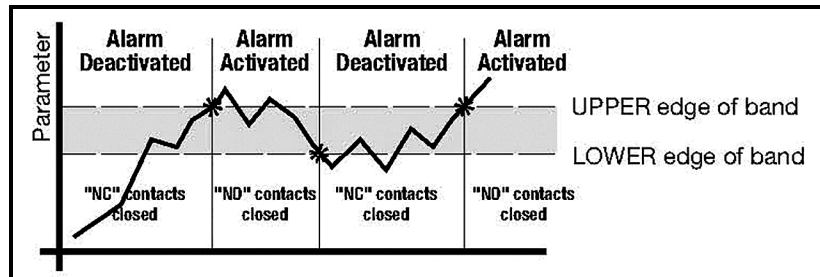 Parameter
Alarm
Deactivated
Alarm
Activated
Alarm
Deactivated
Alarm
Activated
UPPER edge of band
LOWER edge of band
"NC" contacts
closed
"NO" contacts
closed
"NC" contacts
closed
"NO" contacts
closed